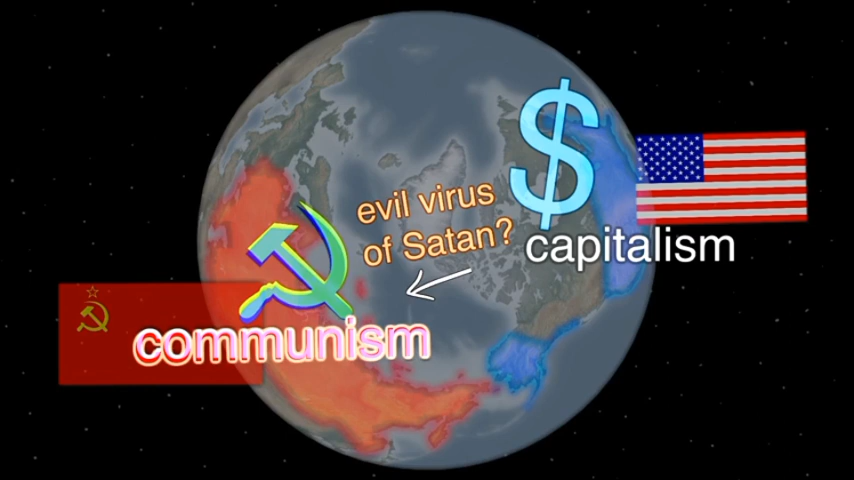 evil virus
of Satan?
$
capitalism
communism